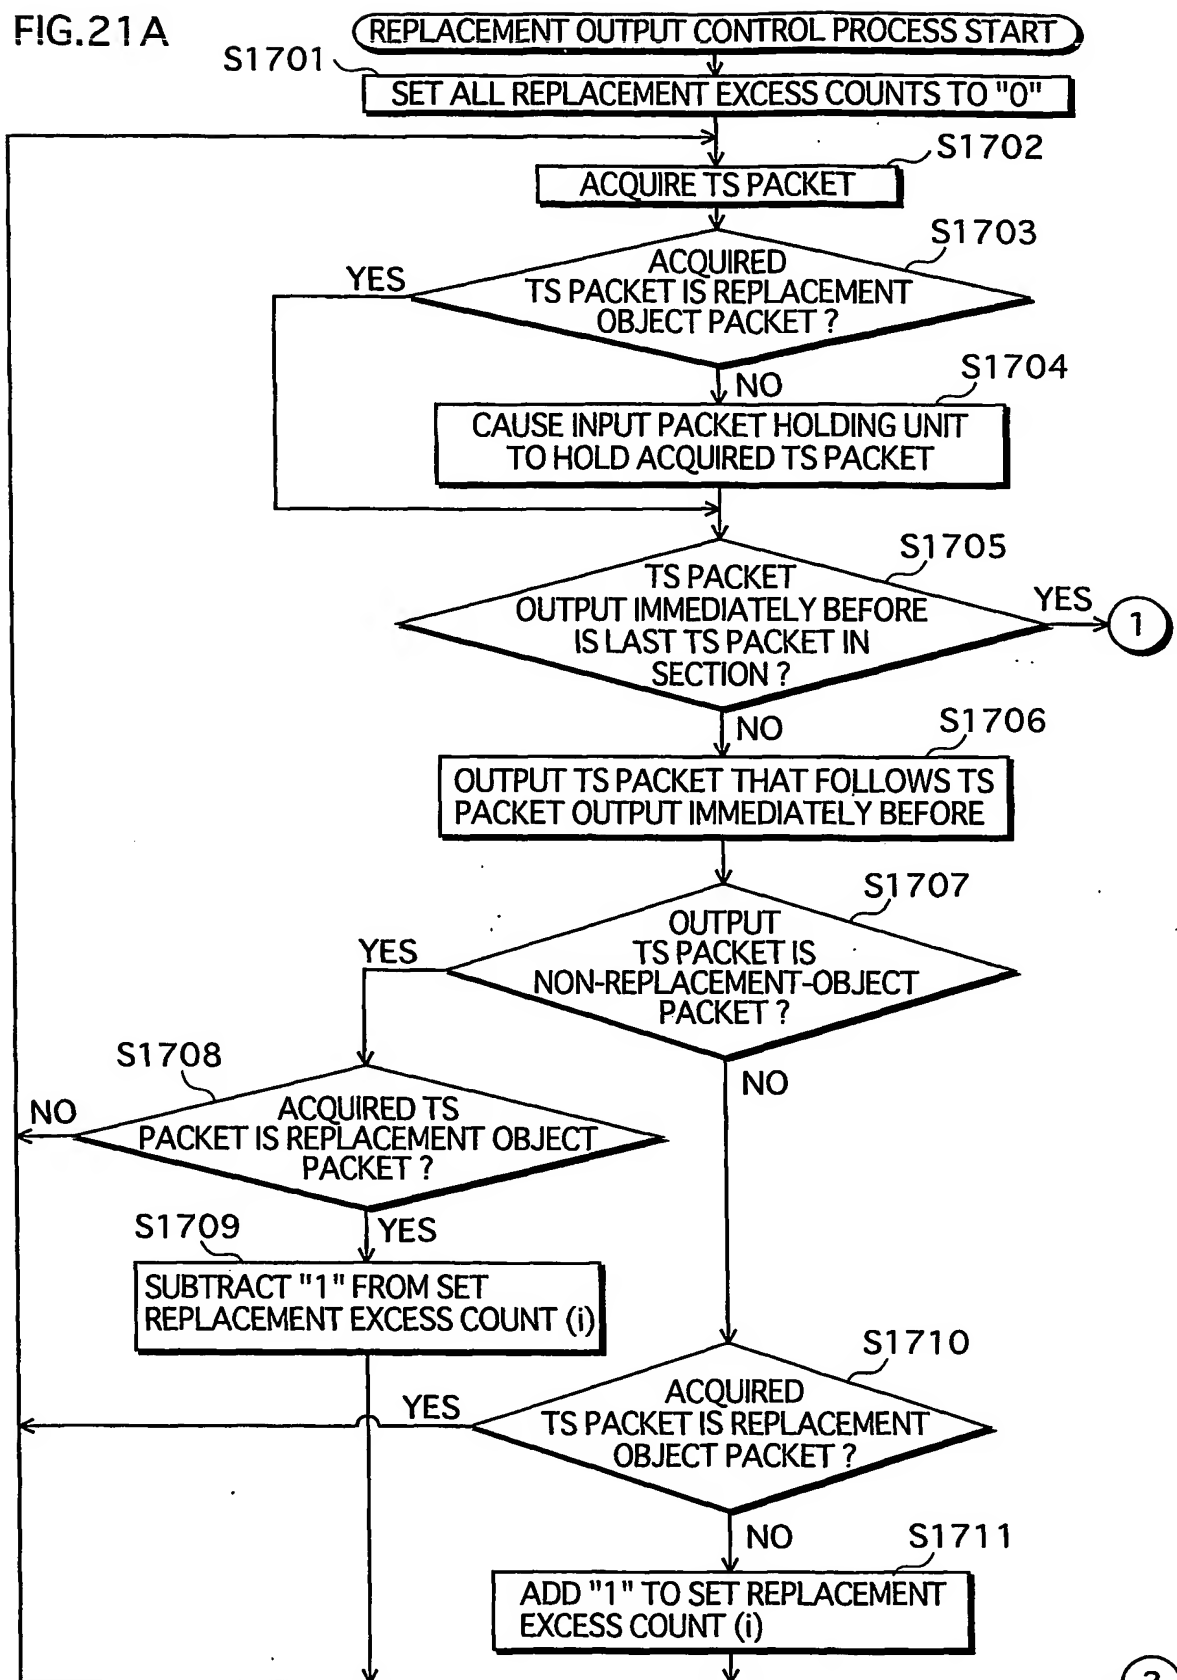 FIG.21A
REPLACEMENT OUTPUT CONTROL PROCESS START
S1701
SET ALL REPLACEMENT EXCESS COUNTS TO "0"
S1702
ACQUIRE TS PACKET
S1703
ACQUIRED
TS PACKET IS REPLACEMENT
OBJECT PACKET ?
YES
NO
S1704
CAUSE INPUT PACKET HOLDING UNIT
TO HOLD ACQUIRED TS PACKET
S1705
TS PACKET
OUTPUT IMMEDIATELY BEFORE
IS LAST TS PACKET IN
SECTION ?
YES
1
NO
S1706
OUTPUT TS PACKET THAT FOLLOWS TS
PACKET OUTPUT IMMEDIATELY BEFORE
S1707
OUTPUT
TS PACKET IS
NON-REPLACEMENT-OBJECT
PACKET ?
YES
NO
S1708
ACQUIRED TS
PACKET IS REPLACEMENT OBJECT
PACKET ?
NO
YES
S1709
SUBTRACT "1" FROM SET
REPLACEMENT EXCESS COUNT (i)
S1710
ACQUIRED
TS PACKET IS REPLACEMENT
OBJECT PACKET ?
YES
NO
S1711
ADD "1" TO SET REPLACEMENT
EXCESS COUNT (i)